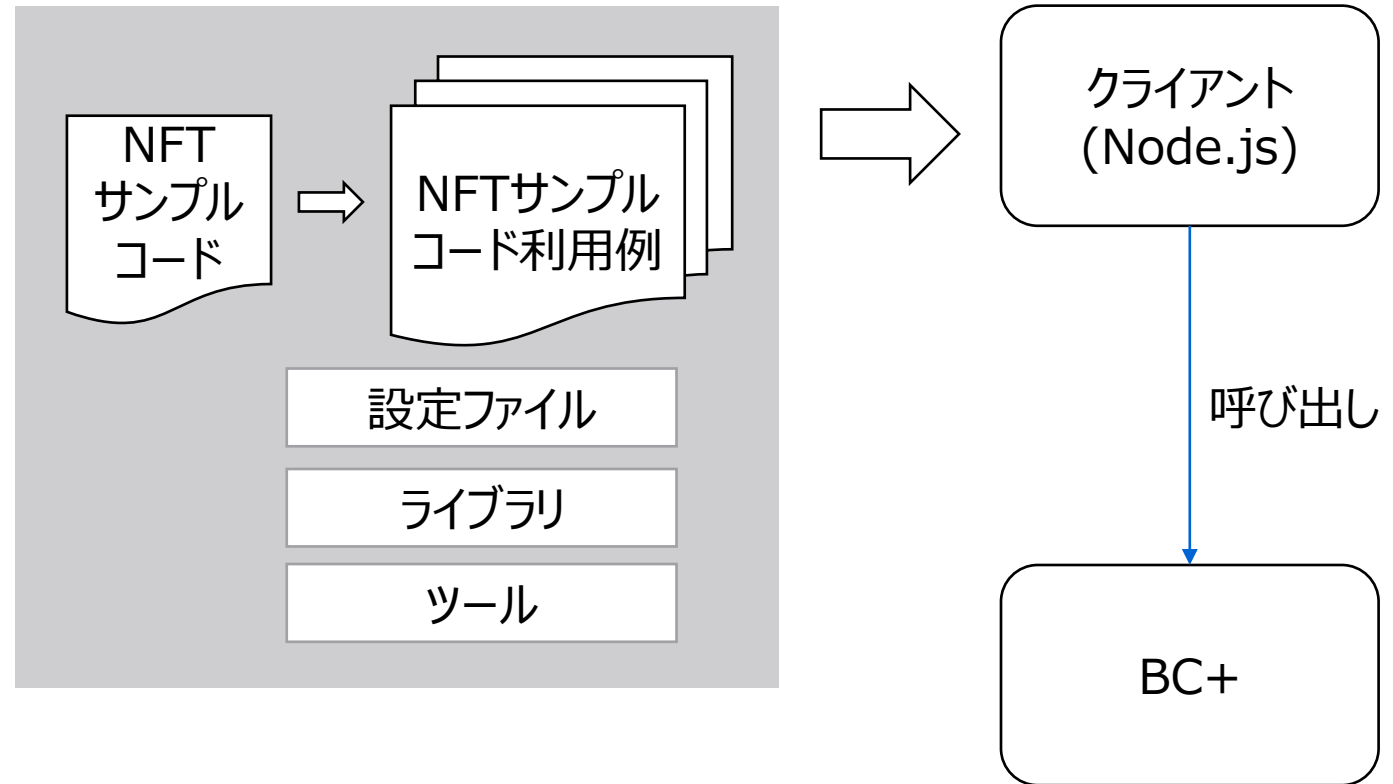 NFT
サンプル
コード
NFTサンプル
コード利用例
設定ファイル
ライブラリ
ツール
クライアント
(Node.js)
呼び出し
BC+